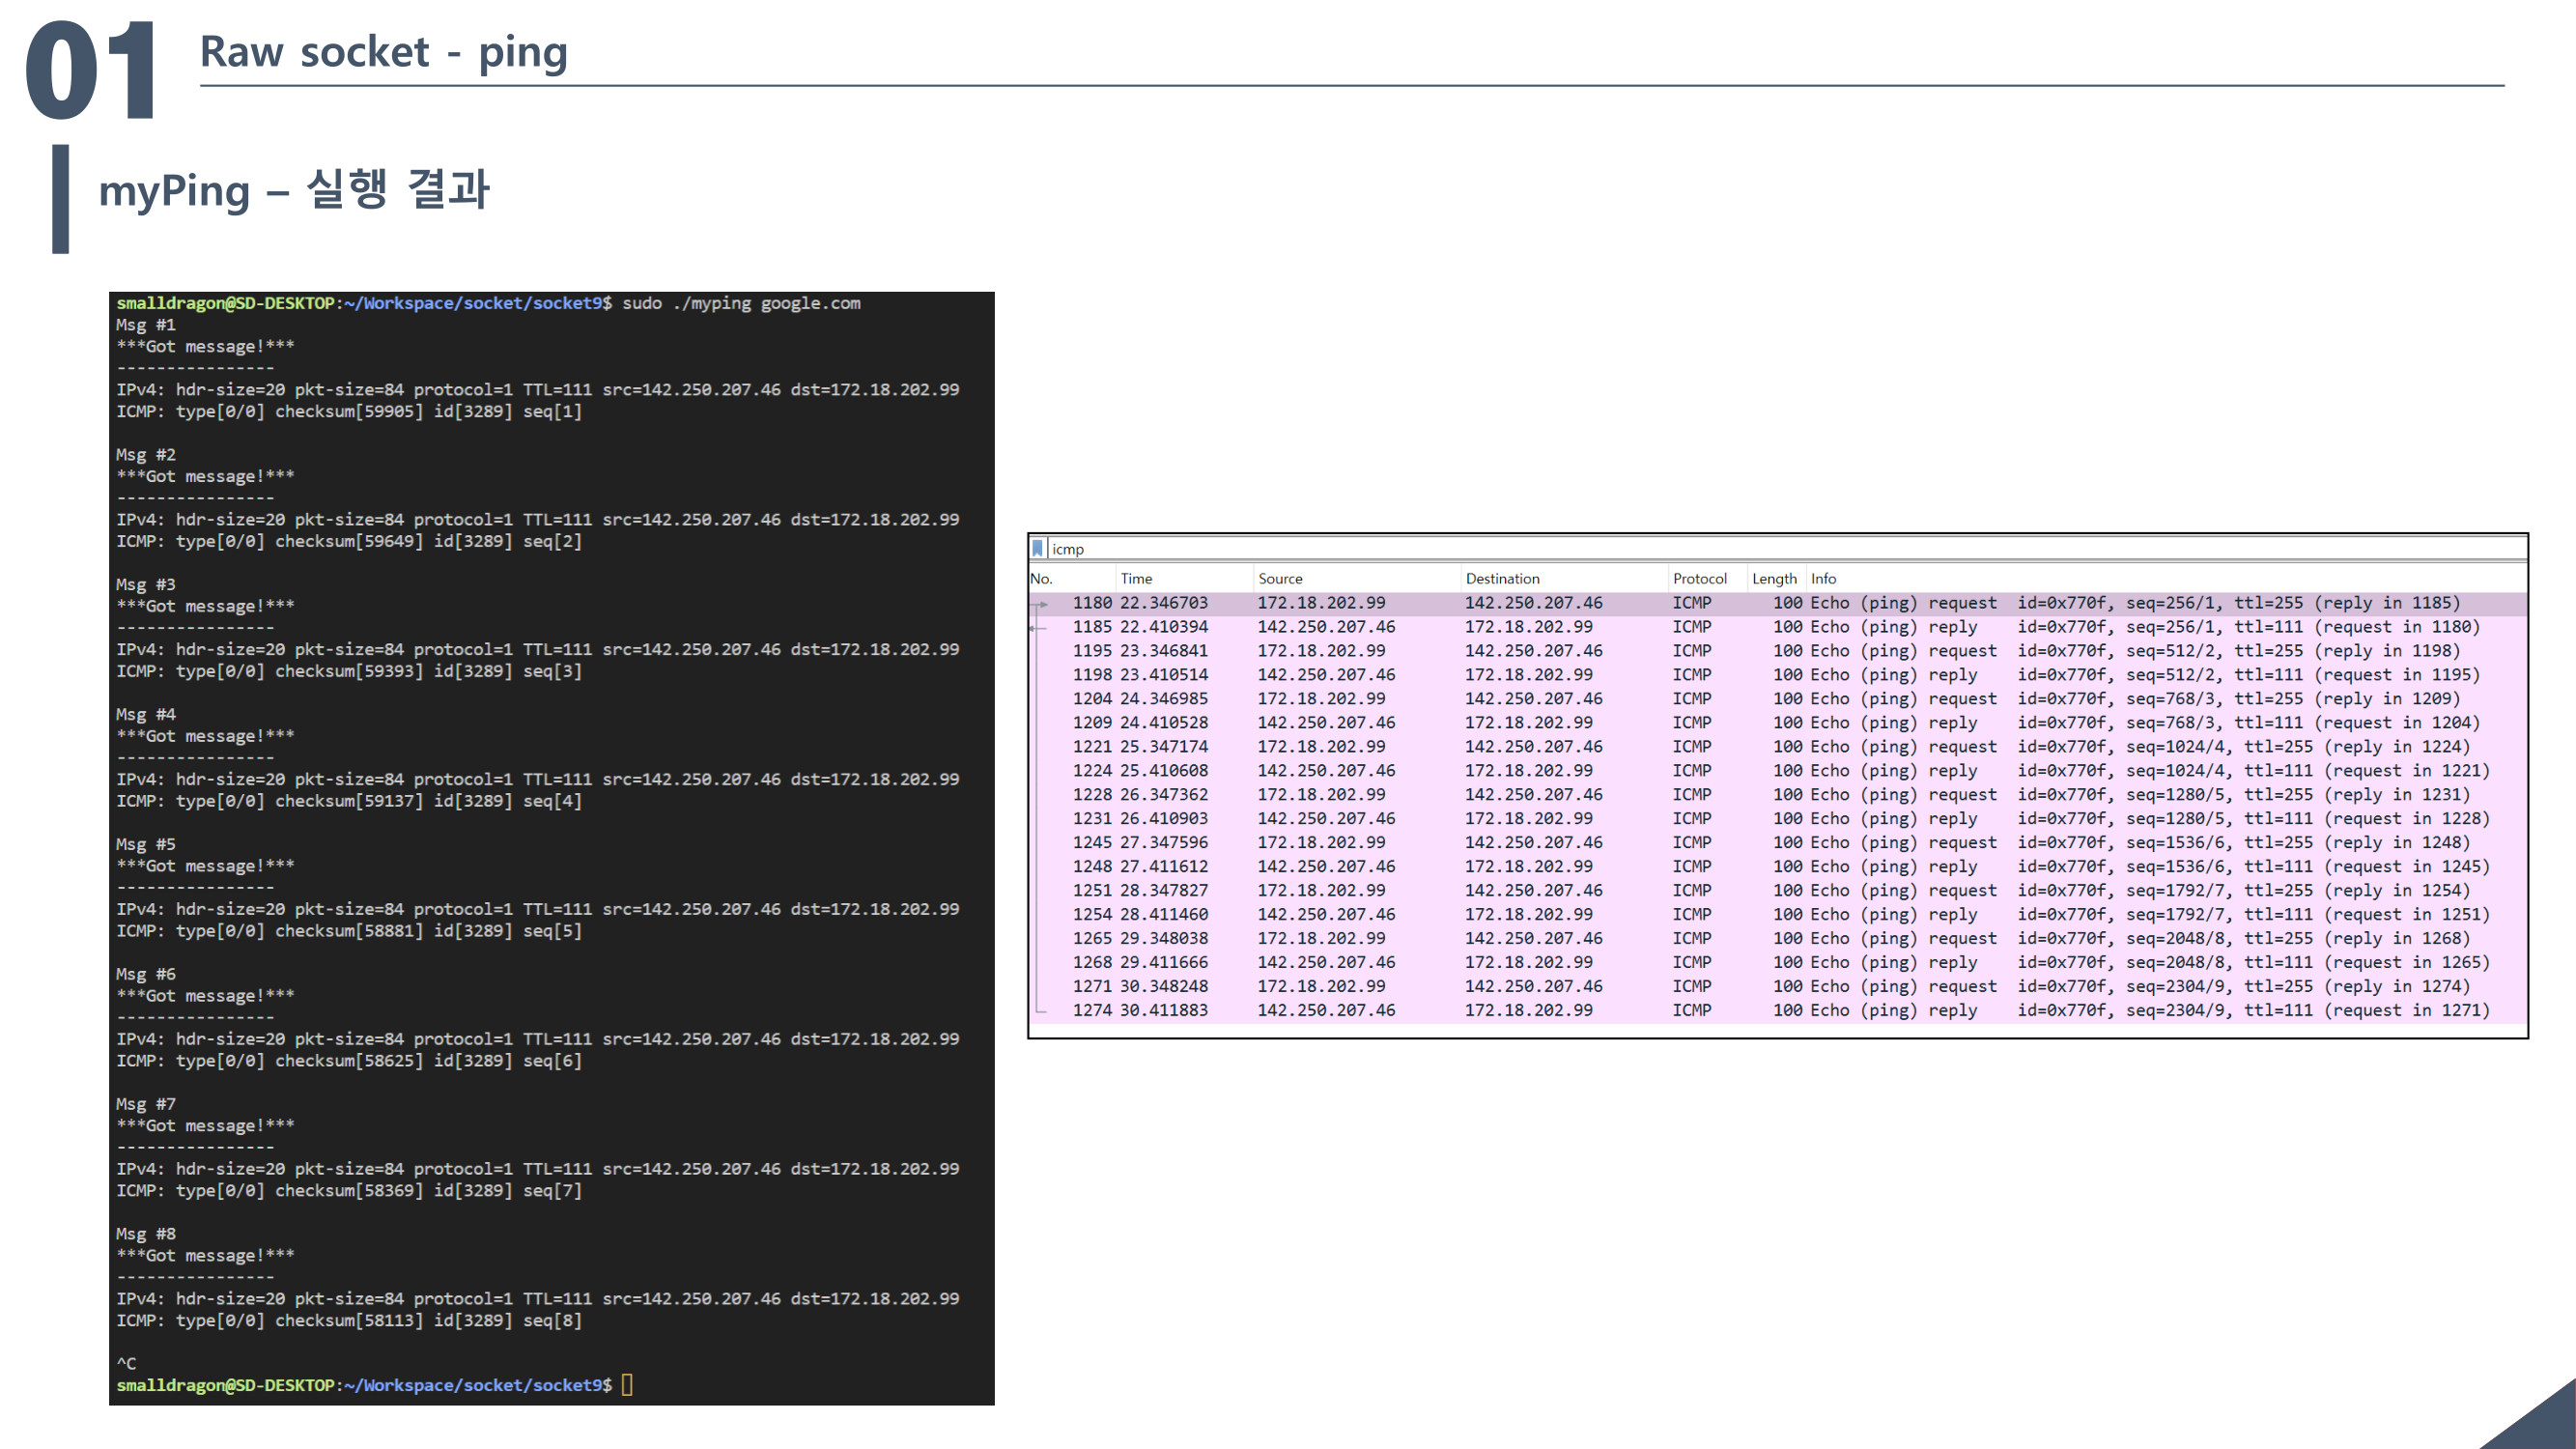 01
Raw socket - ping
myPing – 실행 결과
smalldragon@SD-DESKTOP:~/Workspace/socket/socket9$ sudo ./myping google.com
Msg #1
***Got message!***
----------------
IPv4: hdr-size=20 pkt-size=84 protocol=1 TTL=111 src=142.250.207.46 dst=172.18.202.99
ICMP: type[0/0] checksum[59905] id[3289] seq[1]
Msg #2
***Got message!***
----------------
IPv4: hdr-size=20 pkt-size=84 protocol=1 TTL=111 src=142.250.207.46 dst=172.18.202.99
ICMP: type[0/0] checksum[59649] id[3289] seq[2]
Msg #3
***Got message!***
----------------
IPv4: hdr-size=20 pkt-size=84 protocol=1 TTL=111 src=142.250.207.46 dst=172.18.202.99
ICMP: type[0/0] checksum[59393] id[3289] seq[3]
Msg #4
***Got message!***
----------------
IPv4: hdr-size=20 pkt-size=84 protocol=1 TTL=111 src=142.250.207.46 dst=172.18.202.99
ICMP: type[0/0] checksum[59137] id[3289] seq[4]
Msg #5
***Got message!***
----------------
IPv4: hdr-size=20 pkt-size=84 protocol=1 TTL=111 src=142.250.207.46 dst=172.18.202.99
ICMP: type[0/0] checksum[58881] id[3289] seq[5]
Msg #6
***Got message!***
----------------
IPv4: hdr-size=20 pkt-size=84 protocol=1 TTL=111 src=142.250.207.46 dst=172.18.202.99
ICMP: type[0/0] checksum[58625] id[3289] seq[6]
Msg #7
***Got message!***
----------------
IPv4: hdr-size=20 pkt-size=84 protocol=1 TTL=111 src=142.250.207.46 dst=172.18.202.99
ICMP: type[0/0] checksum[58369] id[3289] seq[7]
Msg #8
***Got message!***
----------------
IPv4: hdr-size=20 pkt-size=84 protocol=1 TTL=111 src=142.250.207.46 dst=172.18.202.99
ICMP: type[0/0] checksum[58113] id[3289] seq[8]
^C
smalldragon@SD-DESKTOP:~/Workspace/socket/socket9$
icmp
No. Time Source Destination Protocol Length Info
1180 22.346703 172.18.202.99 142.250.207.46 ICMP 100 Echo (ping) request id=0x770f, seq=256/1, ttl=255 (reply in 1185)
1185 22.410394 142.250.207.46 172.18.202.99 ICMP 100 Echo (ping) reply id=0x770f, seq=256/1, ttl=111 (request in 1180)
1195 23.346841 172.18.202.99 142.250.207.46 ICMP 100 Echo (ping) request id=0x770f, seq=512/2, ttl=255 (reply in 1198)
1198 23.410514 142.250.207.46 172.18.202.99 ICMP 100 Echo (ping) reply id=0x770f, seq=512/2, ttl=111 (request in 1195)
1204 24.346985 172.18.202.99 142.250.207.46 ICMP 100 Echo (ping) request id=0x770f, seq=768/3, ttl=255 (reply in 1209)
1209 24.410528 142.250.207.46 172.18.202.99 ICMP 100 Echo (ping) reply id=0x770f, seq=768/3, ttl=111 (request in 1204)
1221 25.347174 172.18.202.99 142.250.207.46 ICMP 100 Echo (ping) request id=0x770f, seq=1024/4, ttl=255 (reply in 1224)
1224 25.410608 142.250.207.46 172.18.202.99 ICMP 100 Echo (ping) reply id=0x770f, seq=1024/4, ttl=111 (request in 1221)
1228 26.347362 172.18.202.99 142.250.207.46 ICMP 100 Echo (ping) request id=0x770f, seq=1280/5, ttl=255 (reply in 1231)
1231 26.410903 142.250.207.46 172.18.202.99 ICMP 100 Echo (ping) reply id=0x770f, seq=1280/5, ttl=111 (request in 1228)
1245 27.347596 172.18.202.99 142.250.207.46 ICMP 100 Echo (ping) request id=0x770f, seq=1536/6, ttl=255 (reply in 1248)
1248 27.411612 142.250.207.46 172.18.202.99 ICMP 100 Echo (ping) reply id=0x770f, seq=1536/6, ttl=111 (request in 1245)
1251 28.347827 172.18.202.99 142.250.207.46 ICMP 100 Echo (ping) request id=0x770f, seq=1792/7, ttl=255 (reply in 1254)
1254 28.411460 142.250.207.46 172.18.202.99 ICMP 100 Echo (ping) reply id=0x770f, seq=1792/7, ttl=111 (request in 1251)
1265 29.348038 172.18.202.99 142.250.207.46 ICMP 100 Echo (ping) request id=0x770f, seq=2048/8, ttl=255 (reply in 1268)
1268 29.411666 142.250.207.46 172.18.202.99 ICMP 100 Echo (ping) reply id=0x770f, seq=2048/8, ttl=111 (request in 1265)
1271 30.348248 172.18.202.99 142.250.207.46 ICMP 100 Echo (ping) request id=0x770f, seq=2304/9, ttl=255 (reply in 1274)
1274 30.411883 142.250.207.46 172.18.202.99 ICMP 100 Echo (ping) reply id=0x770f, seq=2304/9, ttl=111 (request in 1271)